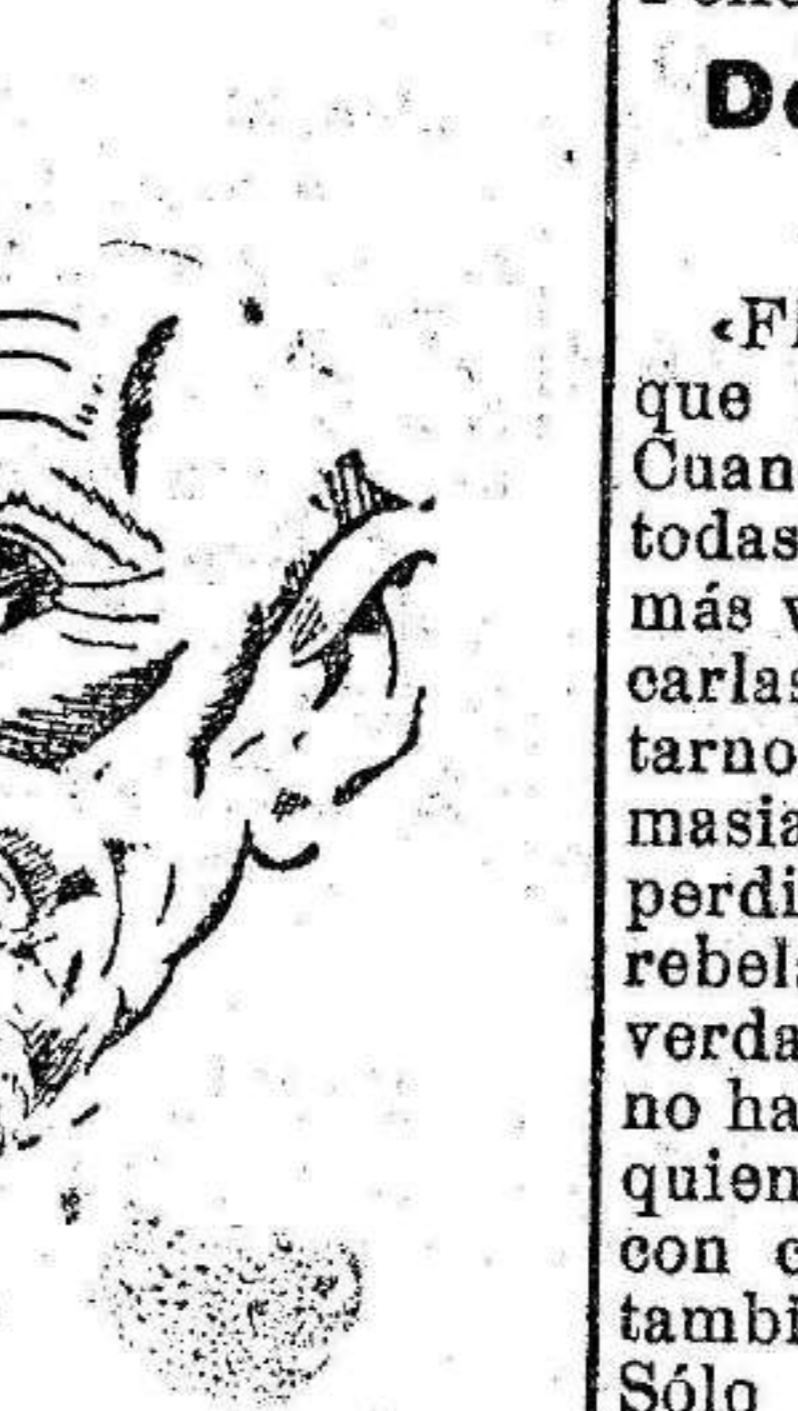 De
«Fi
que
Cuan
todas
más v
carlas
tarno
masia
perdi
rebela
verda
no ha
quien
con c
tambi
Sólo